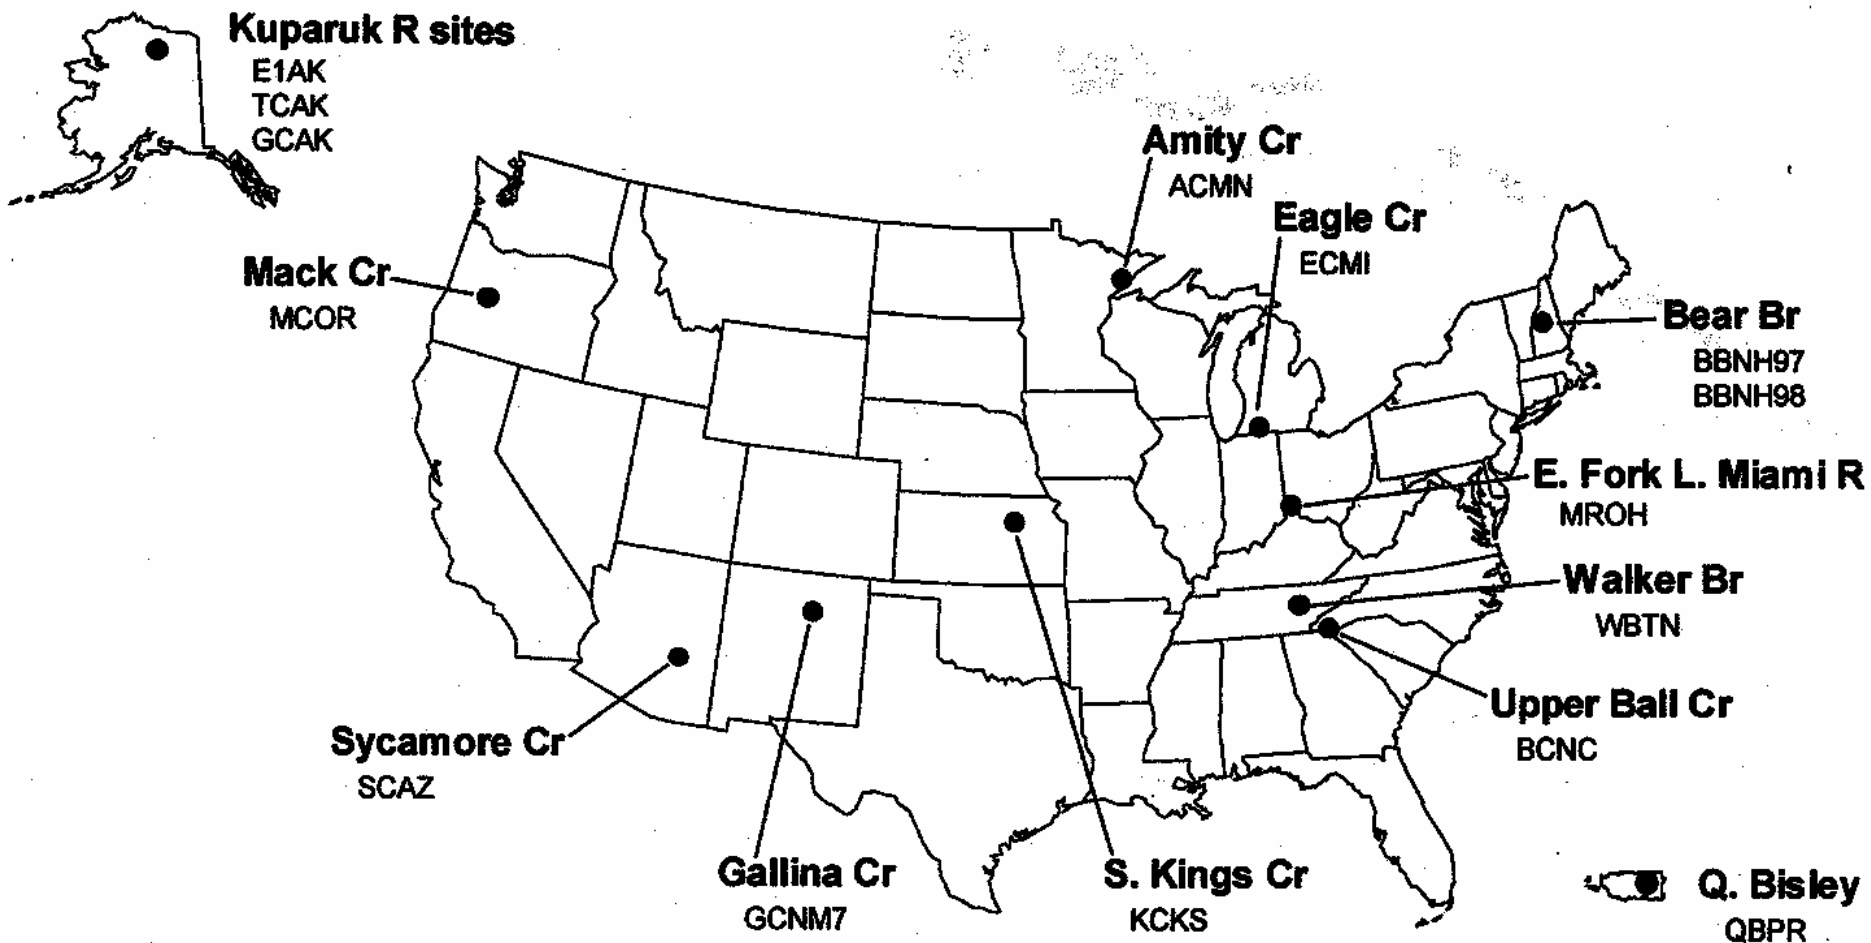 Kuparuk R sites
E1AK
TCAK
GCAK
Amity Cr
ACMN
Eagle Cr
ECMI
Mack Cr
MCOR
Bear Br
BBNH97
BBNH98
E. Fork L. Miami R
MROH
Walker Br
WBTN
Upper Ball Cr
BCNC
Sycamore Cr
SCAZ
Gallina Cr
GCNM7
S. Kings Cr
KCKS
Q. Bisley
QBPR